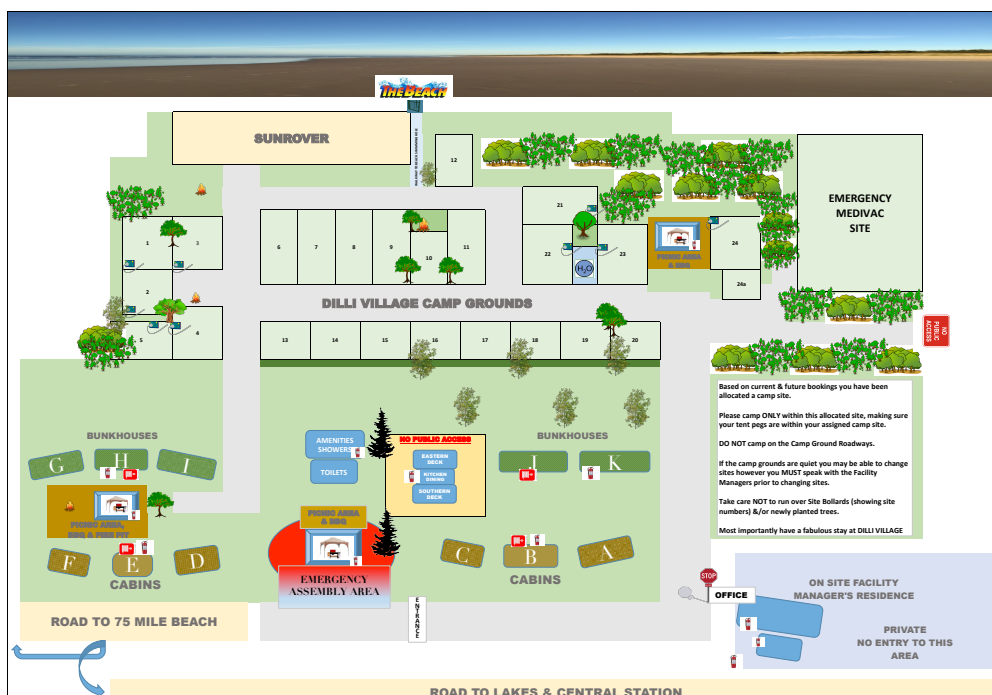 THE BEACH
SUNROVER
12
EMERGENCY
MEDIVAC
SITE
21
1
3
6
7
8
9
10
11
22
23
24
H₂O
PICNIC AREA
& BBQ
24a
2
DILLI VILLAGE CAMP GROUNDS
4
5
13
14
15
16
17
18
19
20
NO
PUBLIC
ACCESS
Based on current & future bookings you have been
allocated a camp site.
Please camp ONLY within this allocated site, making sure
your tent pegs are within your assigned camp site.
DO NOT camp on the Camp Ground Roadways.
If the camp grounds are quiet you may be able to change
sites however you MUST speak with the Facility
Managers prior to changing sites.
Take care NOT to run over Site Bollards (showing site
numbers) &/or newly planted trees.
Most importantly have a fabulous stay at DILLI VILLAGE
BUNKHOUSES
G
H
I
AMENITIES
SHOWERS
TOILETS
NO PUBLIC ACCESS
EASTERN
DECK
KITCHEN
DINING
SOUTHERN
DECK
BUNKHOUSES
J
K
PICNIC AREA,
BBQ & FIRE PIT
PICNIC AREA
& BBQ
F
E
D
CABINS
EMERGENCY
ASSEMBLY AREA
C
B
A
CABINS
ENTRANCE
STOP
OFFICE
ON SITE FACILITY
MANAGER'S RESIDENCE
PRIVATE
NO ENTRY TO THIS
AREA
ROAD TO 75 MILE BEACH
ROAD TO LAKES & CENTRAL STATION